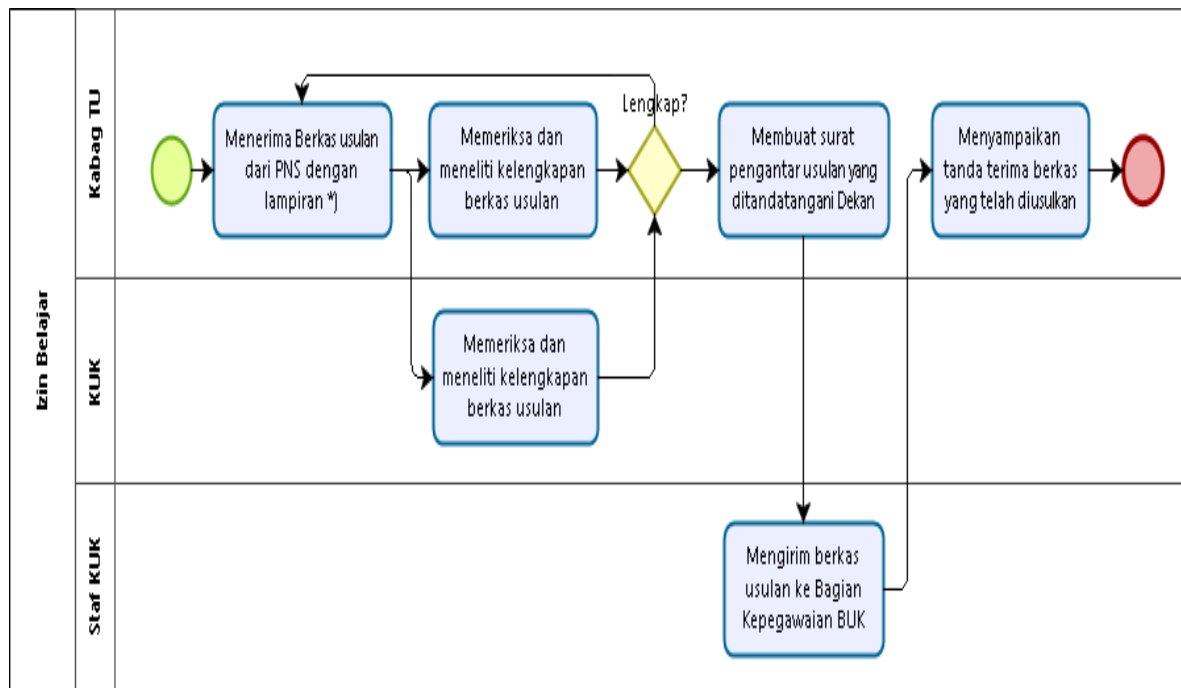 Izin Belajar
Kabag TU
Menerima Berkas usulan
dari PNS dengan
lampiran *)
Memeriksa dan
meneliti kelengkapan
berkas usulan
Lengkap?
Membuat surat
pengantar usulan yang
ditandatangani Dekan
Menyampaikan
tanda terima berkas
yang telah diusulkan
KUK
Memeriksa dan
meneliti kelengkapan
berkas usulan
Staf KUK
Mengirim berkas
usulan ke Bagian
Kepegawaian BUK